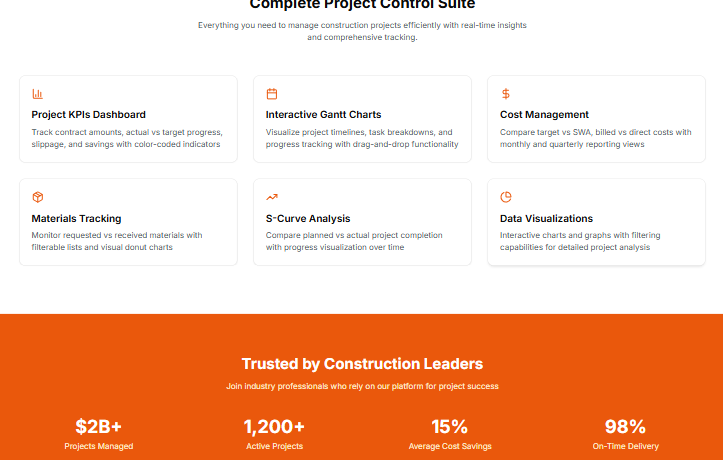 Complete Project Control Suite
Everything you need to manage construction projects efficiently with real-time insights
and comprehensive tracking.
Project KPIs Dashboard
Track contract amounts, actual vs target progress,
slippage, and savings with color-coded indicators
Interactive Gantt Charts
Visualize project timelines, task breakdowns, and
progress tracking with drag-and-drop functionality
Cost Management
Compare target vs SWA, billed vs direct costs with
monthly and quarterly reporting views
Materials Tracking
Monitor requested vs received materials with
filterable lists and visual donut charts
S-Curve Analysis
Compare planned vs actual project completion
with progress visualization over time
Data Visualizations
Interactive charts and graphs with filtering
capabilities for detailed project analysis
Trusted by Construction Leaders
Join industry professionals who rely on our platform for project success
$2B+
Projects Managed
1,200+
Active Projects
15%
Average Cost Savings
98%
On-Time Delivery